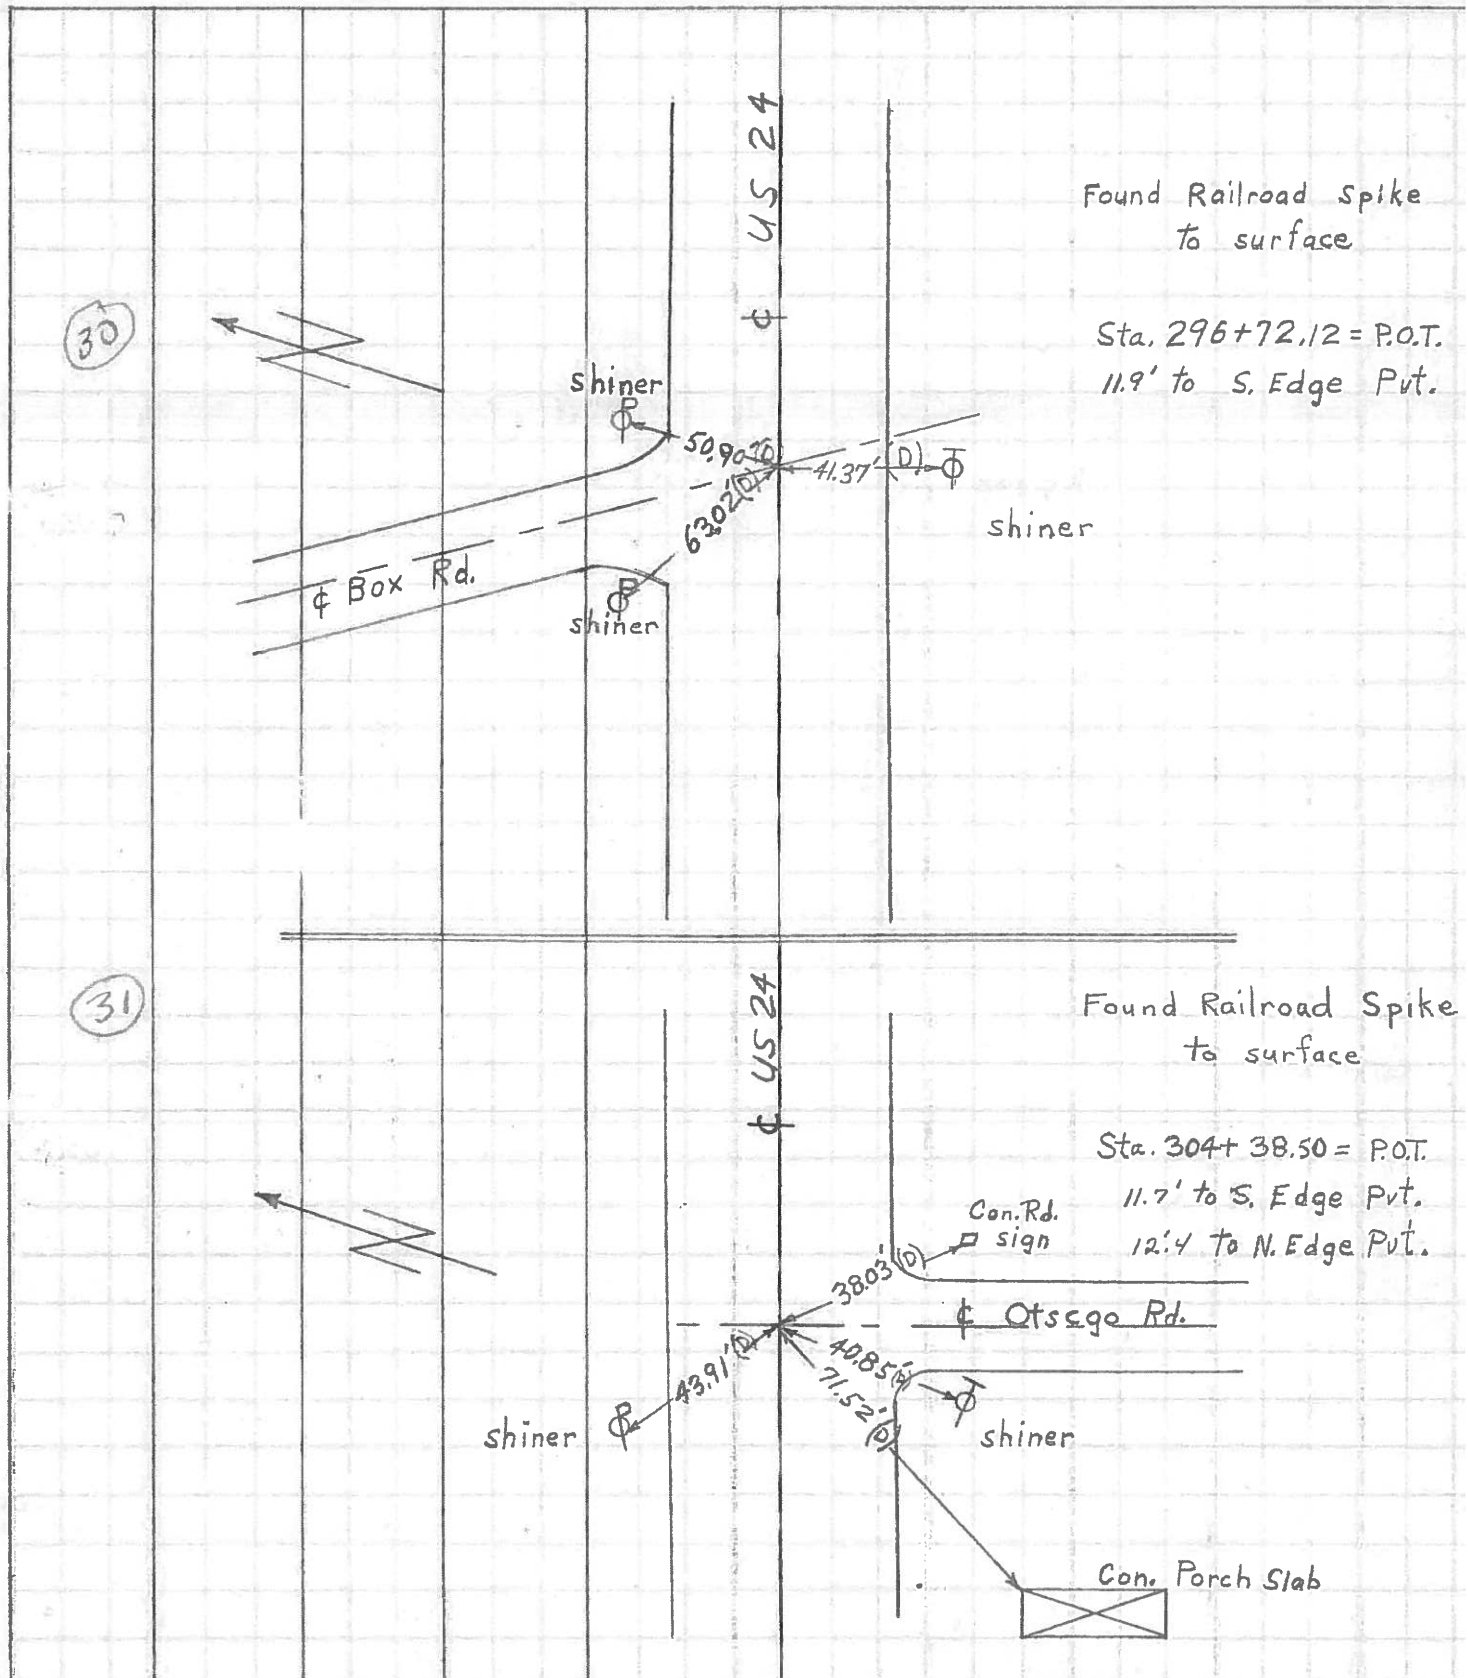 30
℄ US 24
Found Railroad Spike
to surface
Sta. 296+72.12 = P.O.T.
11.9' to S. Edge Pvt.
shiner
P
50.90'(D)
41.37' (D)
T
63.02'(D)
shiner
℄ Box Rd.
P
shiner
31
℄ US 24
Found Railroad Spike
to surface
Sta. 304+38.50 = P.O.T.
11.7' to S. Edge Pvt.
12'.4 to N. Edge Pvt.
Con. Rd.
sign
38.03' (D)
℄ Otsego Rd.
43.91' (D)
40.85' (D)
71.52' (D)
shiner
P
T
shiner
Con. Porch Slab